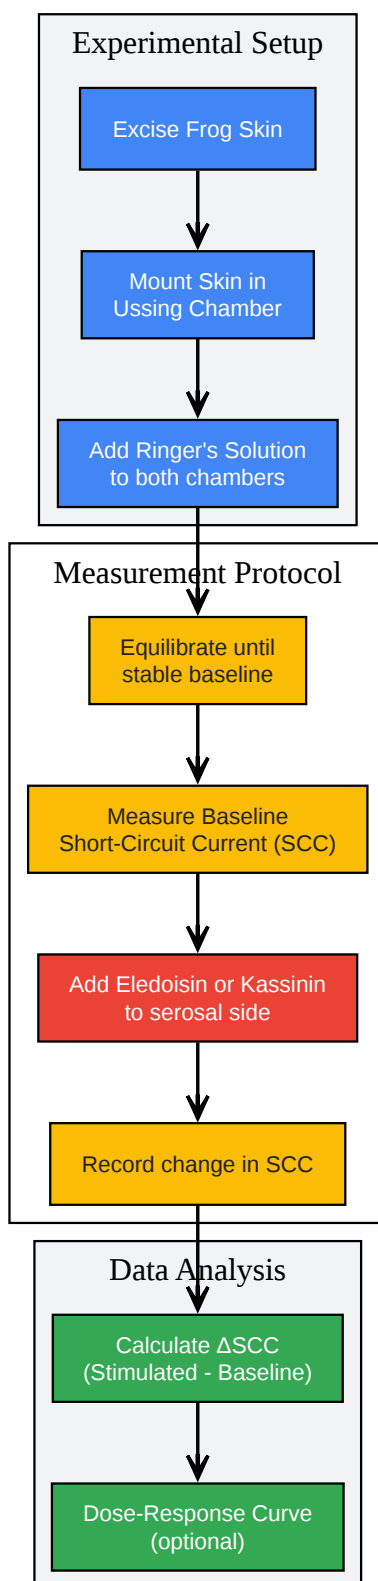 Experimental Setup
Excise Frog Skin
Mount Skin in
Ussing Chamber
Add Ringer's Solution
to both chambers
Measurement Protocol
Equilibrate until
stable baseline
Measure Baseline
Short-Circuit Current (SCC)
Add Eledoisin or Kassinin
to serosal side
Record change in SCC
Data Analysis
Calculate ΔSCC
(Stimulated - Baseline)
Dose-Response Curve
(optional)